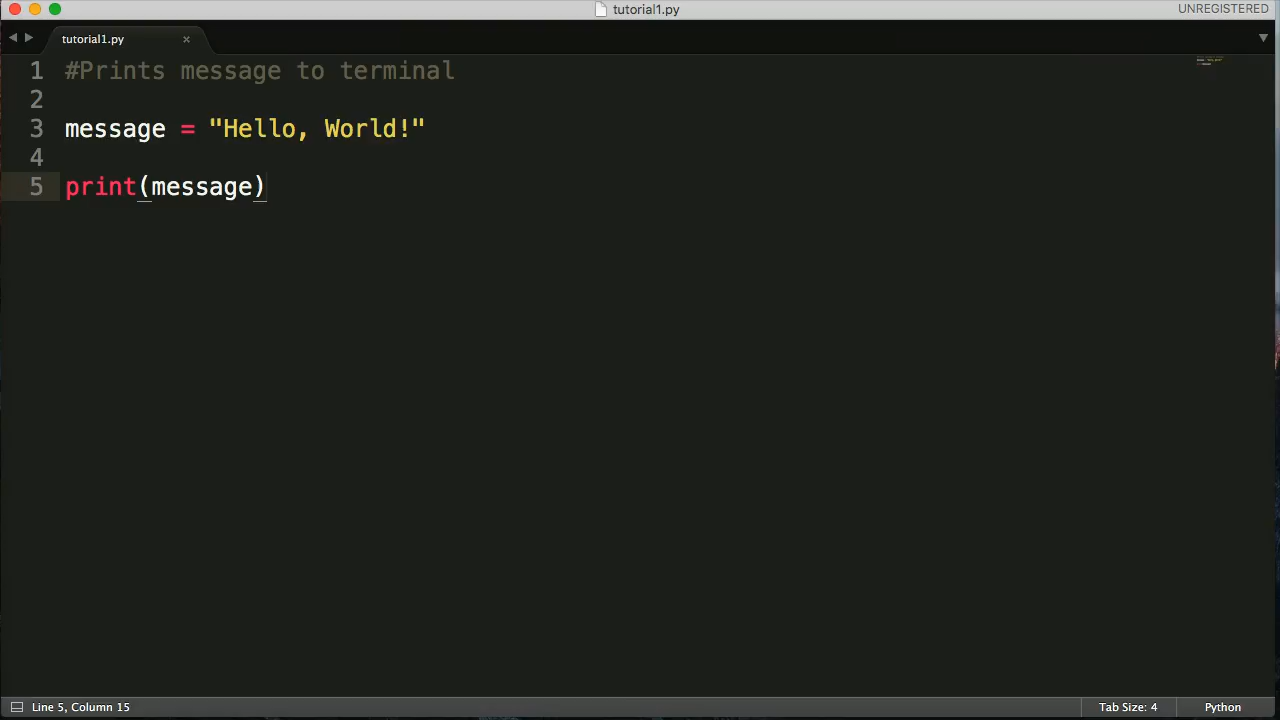 tutorial1.py
UNREGISTERED
tutorial1.py ×
1 #Prints message to terminal
2
3 message = "Hello, World!"
4
5 print(message)
Line 5, Column 15 Tab Size: 4 Python